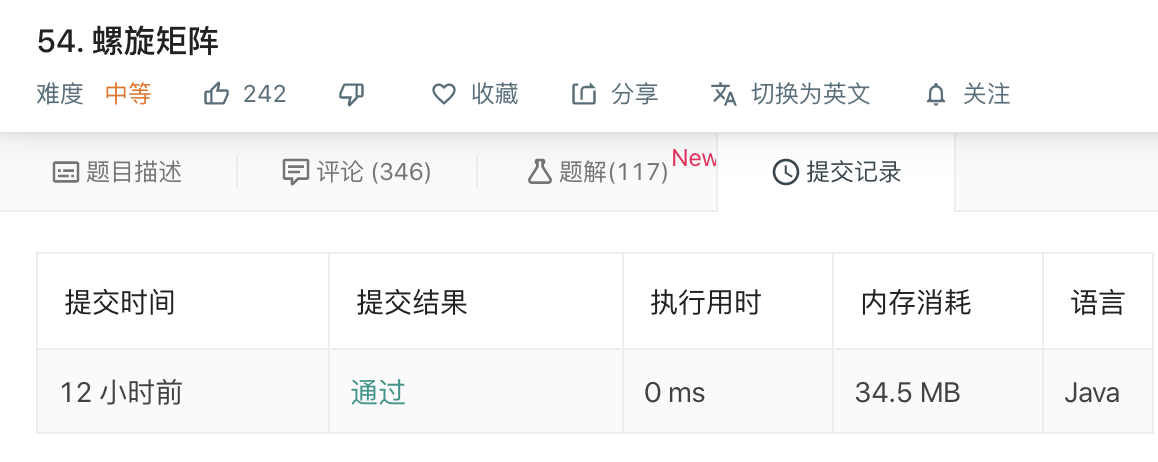 54. 螺旋矩阵
难度 中等 242 收藏 分享 切换为英文 关注
题目描述 评论 (346) 题解(117) New 提交记录
提交时间 提交结果 执行用时 内存消耗 语言
12 小时前 通过 0 ms 34.5 MB Java